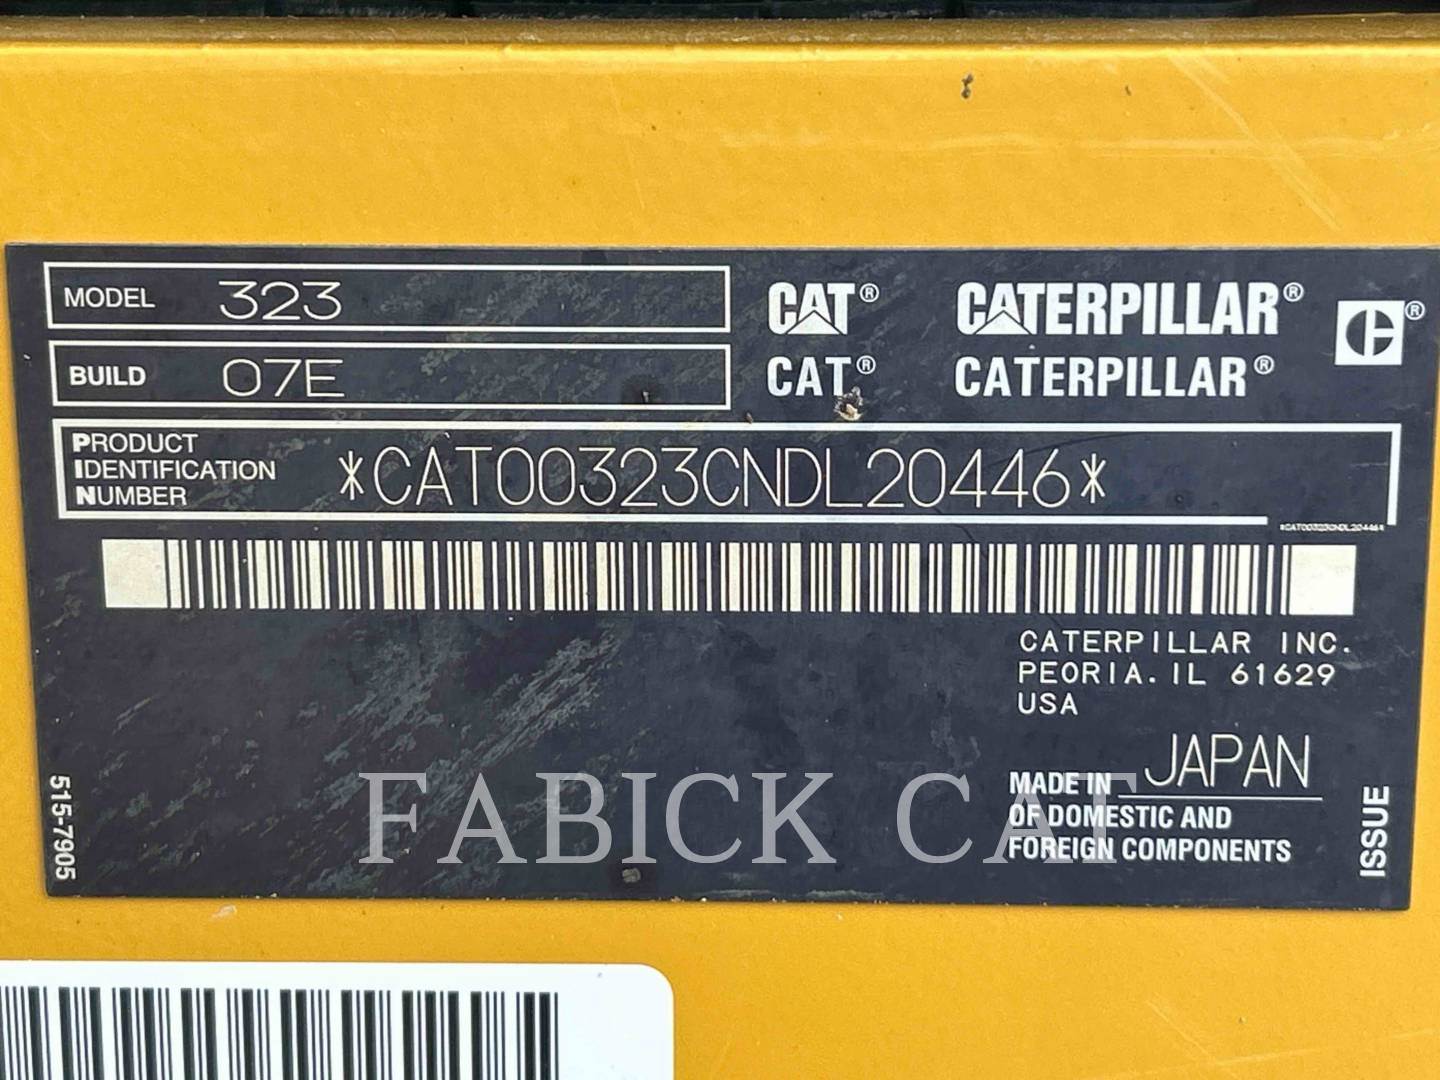 MODEL 323
BUILD 07E
CAT® CATERPILLAR® ®
CAT® CATERPILLAR®
PRODUCT
IDENTIFICATION
NUMBER
*CAT00323CNDL20446*
*CAT00323CNDL20446*
CATERPILLAR INC.
PEORIA. IL 61629
USA
MADE IN JAPAN
OF DOMESTIC AND
FOREIGN COMPONENTS
ISSUE
515-7905
FABICK CAT